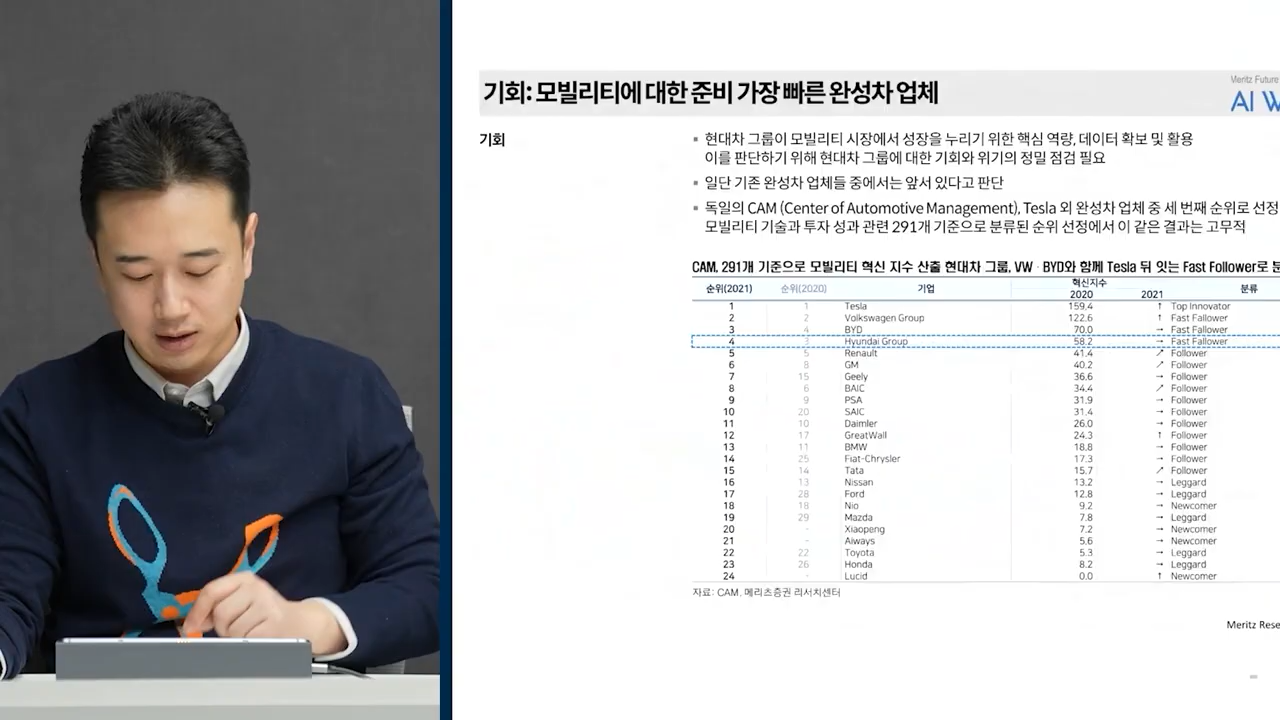 기회: 모빌리티에 대한 준비 가장 빠른 완성차 업체
Meritz Future
AI W
기회
▪ 현대차 그룹이 모빌리티 시장에서 성장을 누리기 위한 핵심 역량, 데이터 확보 및 활용
이를 판단하기 위해 현대차 그룹에 대한 기회와 위기의 정밀 점검 필요
▪ 일단 기존 완성차 업체들 중에서는 앞서 있다고 판단
▪ 독일의 CAM (Center of Automotive Management), Tesla 외 완성차 업체 중 세 번째 순위로 선정
모빌리티 기술과 투자 성과 관련 291개 기준으로 분류된 순위 선정에서 이 같은 결과는 고무적
CAM, 291개 기준으로 모빌리티 혁신 지수 산출 현대차 그룹, VW · BYD와 함께 Tesla 뒤 잇는 Fast Follower로 분
순위(2021) 순위(2020) 기업 혁신지수 분류
2020 2021
1 1 Tesla 159.4 ↑ Top Innovator
2 2 Volkswagen Group 122.6 ↑ Fast Fallower
3 4 BYD 70.0 → Fast Fallower
4 3 Hyundai Group 58.2 → Fast Fallower
5 5 Renault 41.4 ↗ Follower
6 8 GM 40.2 ↗ Follower
7 15 Geely 36.6 → Follower
8 6 BAIC 34.4 ↗ Follower
9 9 PSA 31.9 → Follower
10 20 SAIC 31.4 → Follower
11 10 Daimler 26.0 → Follower
12 17 GreatWall 24.3 ↑ Follower
13 11 BMW 18.8 → Follower
14 25 Fiat-Chrysler 17.3 → Follower
15 14 Tata 15.7 ↗ Follower
16 13 Nissan 13.2 → Leggard
17 28 Ford 12.8 → Leggard
18 18 Nio 9.2 → Newcomer
19 29 Mazda 7.8 → Leggard
20 - Xiaopeng 7.2 → Newcomer
21 - Aiways 5.6 → Newcomer
22 22 Toyota 5.3 → Leggard
23 26 Honda 8.2 → Leggard
24 - Lucid 0.0 ↑ Newcomer
자료: CAM, 메리츠증권 리서치센터
Meritz Rese